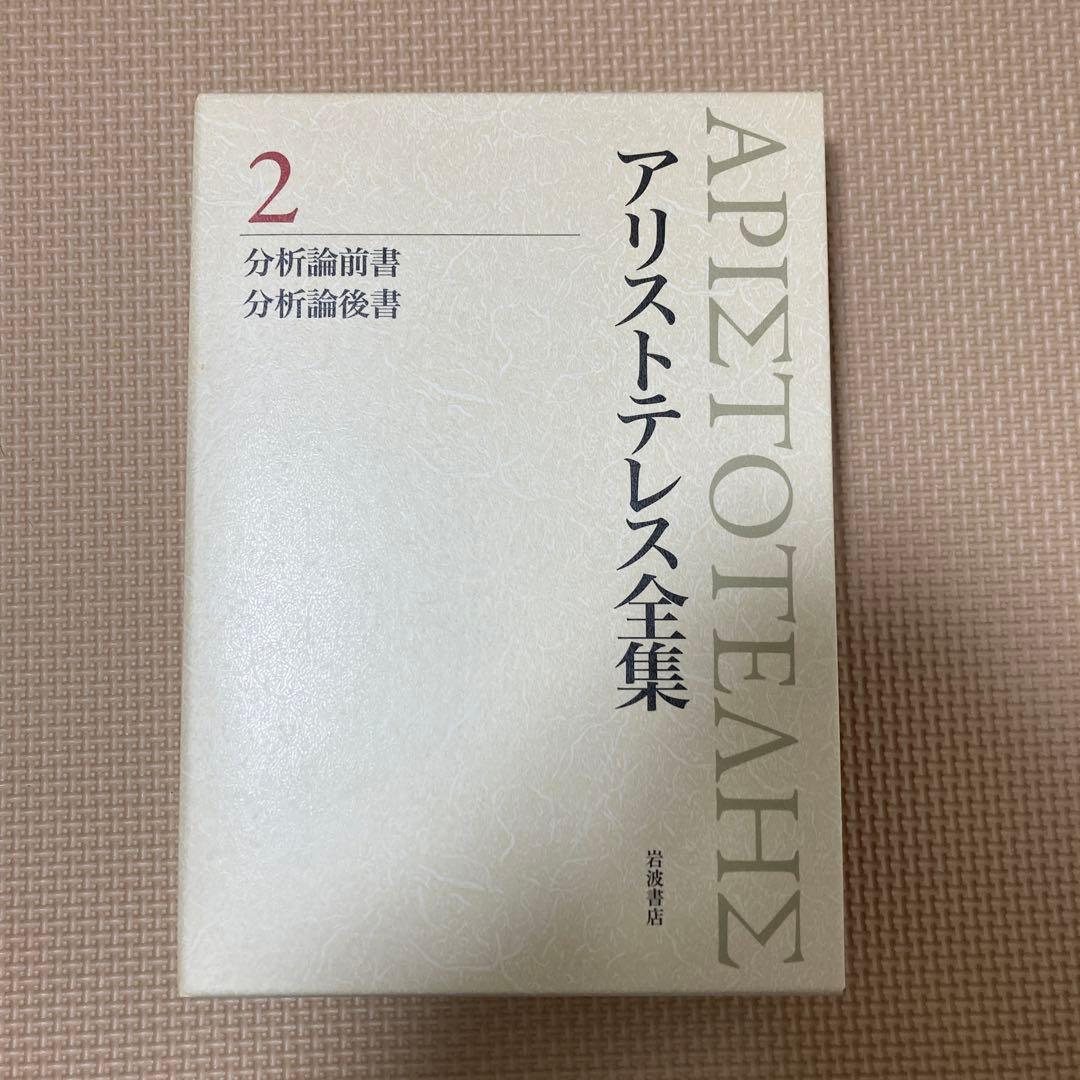 ΑΡΙΣΤΟΤΕΛΗΣ
アリストテレス全集
2
分析論前書
分析論後書
岩波書店